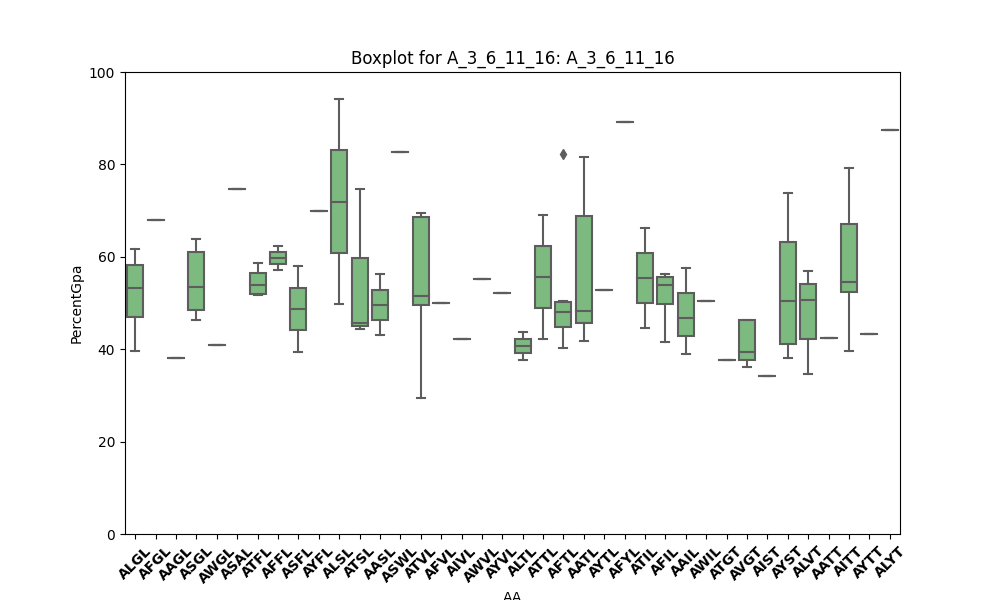 Boxplot for A_3_6_11_16: A_3_6_11_16
100
80
60
40
20
0
PercentGpa
ALGL AFGL AAGL ASGL AWGL ASAL ATFL AFFL ASFL AYFL ALSL ATSL AASL ASWL ATVL AFVL AIVL AWVL AYVL ALTL ATTL AFTL AATL AYTL AFYL ATIL AFIL AAIL AWIL ATGT AVGT AIST AYST ALVT AATT AITT AYTT ALYT
AA